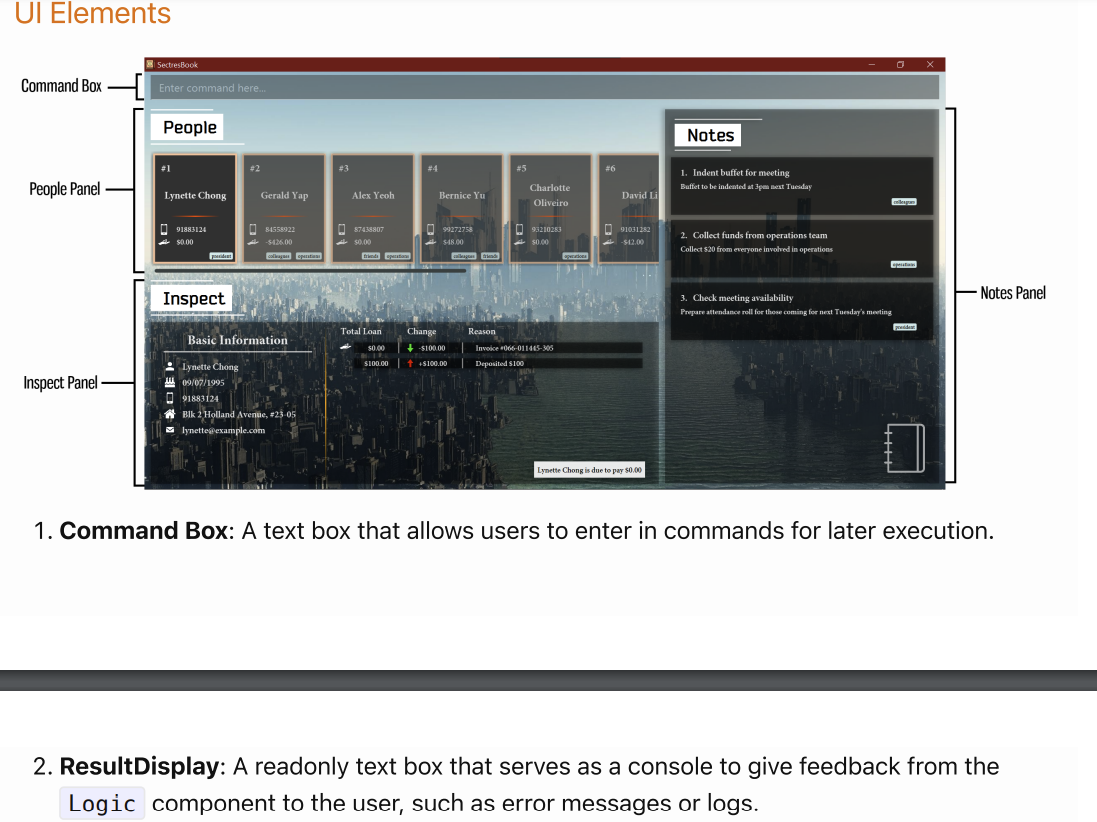 UI Elements
SectresBook
Command Box
Enter command here...
People
Notes
People Panel
#1
Lynette Chong
91883124
$0.00
president
#2
Gerald Yap
84558922
-$426.00
colleagues operations
#3
Alex Yeoh
87438807
$0.00
friends operations
#4
Bernice Yu
99272758
$48.00
colleagues friends
#5
Charlotte
Oliveiro
93210283
$0.00
operations
#6
David Li
91031282
-$42.00
1. Indent buffet for meeting
Buffet to be indented at 3pm next Tuesday
colleagues
2. Collect funds from operations team
Collect $20 from everyone involved in operations
operations
3. Check meeting availability
Prepare attendance roll for those coming for next Tuesday's meeting
president
Notes Panel
Inspect
Inspect Panel
Basic Information
Lynette Chong
09/07/1995
91883124
Blk 2 Holland Avenue, #23-05
lynette@example.com
Total Loan Change Reason
$0.00 -$100.00 Invoice #066-011445-305
$100.00 +$100.00 Deposited $100
Lynette Chong is due to pay $0.00
1. Command Box: A text box that allows users to enter in commands for later execution.
2. ResultDisplay: A readonly text box that serves as a console to give feedback from the
Logic component to the user, such as error messages or logs.